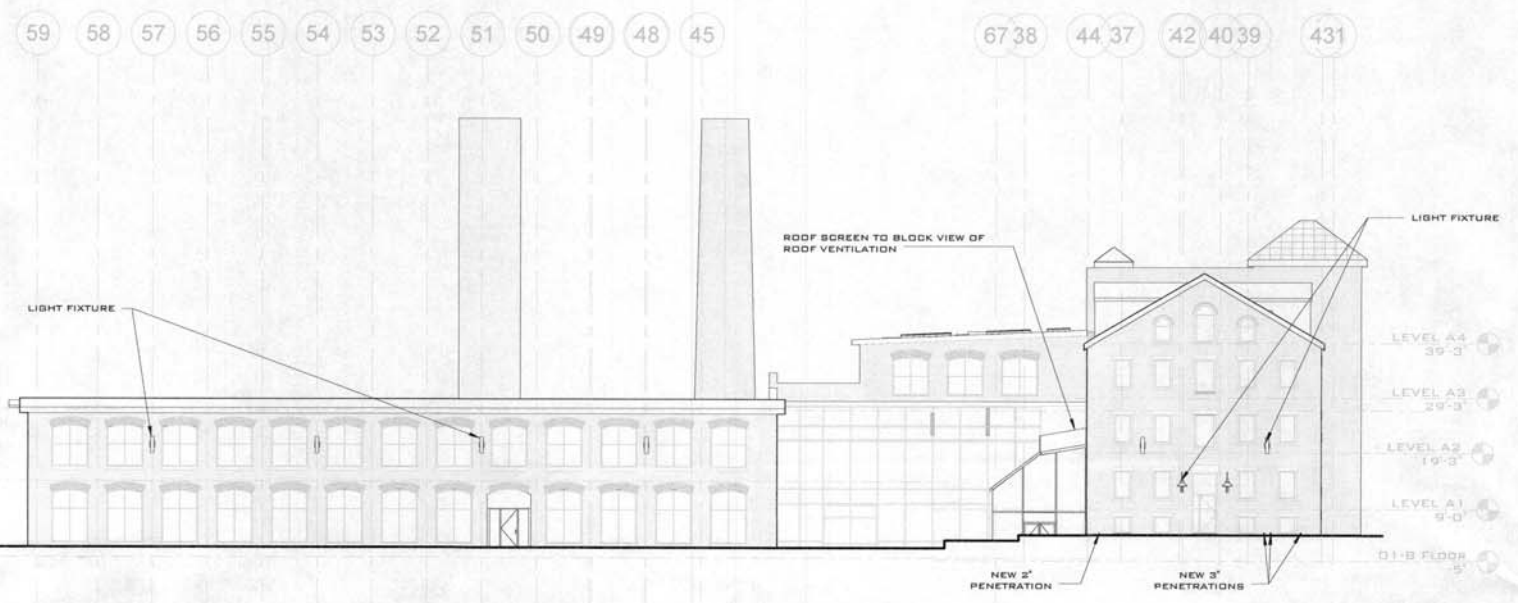 59 58 57 56 55 54 53 52 51 50 49 48 45 67 38 44 37 42 40 39 431
LIGHT FIXTURE
ROOF SCREEN TO BLOCK VIEW OF
ROOF VENTILATION
LIGHT FIXTURE
LEVEL A4
39'-3"
LEVEL A3
29'-3"
LEVEL A2
19'-3"
LEVEL A1
9'-0"
01-B FLOOR
-5"
NEW 2"
PENETRATION
NEW 3"
PENETRATIONS